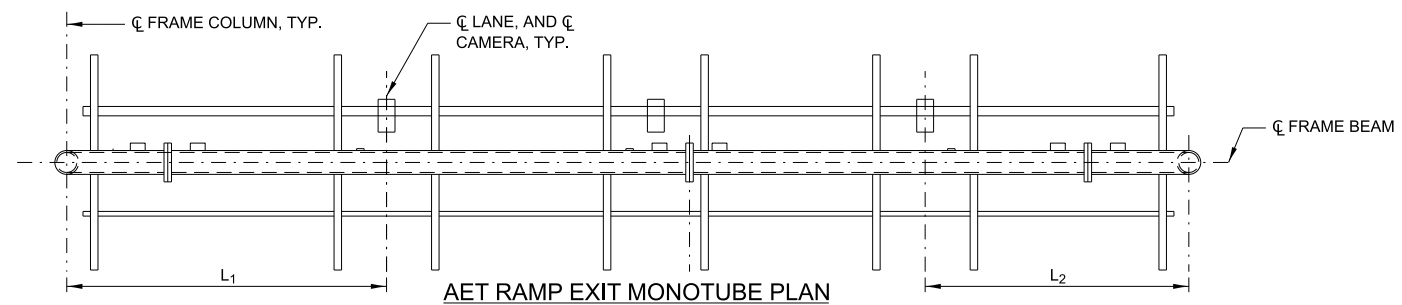 ℄ FRAME COLUMN, TYP.
℄ LANE, AND ℄
CAMERA, TYP.
℄ FRAME BEAM
L₁
L₂
AET RAMP EXIT MONOTUBE PLAN